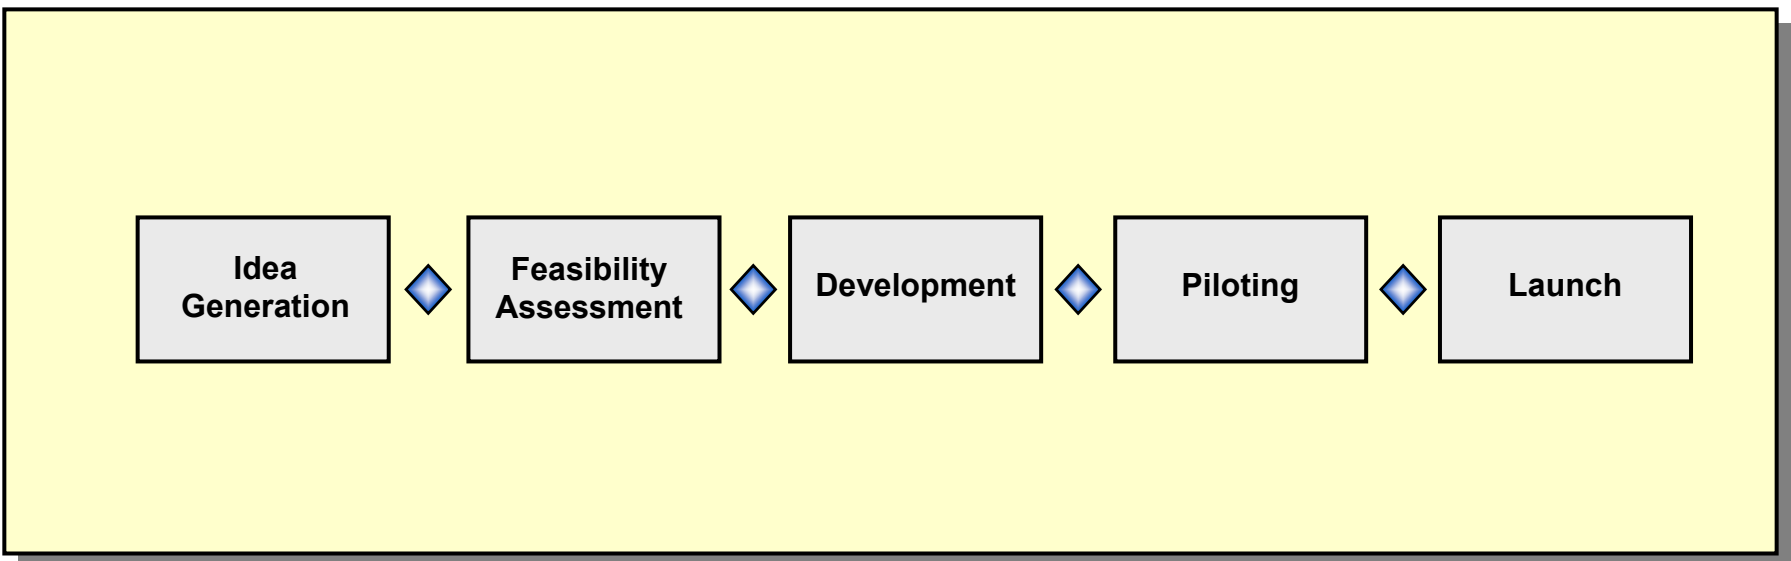 Idea
Generation
Feasibility
Assessment
Development
Piloting
Launch